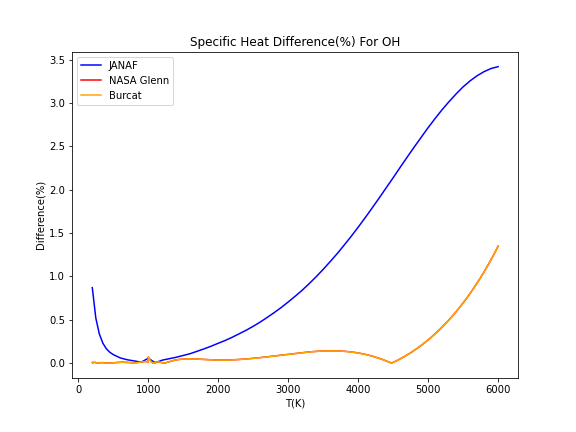 Specific Heat Difference(%) For OH
JANAF
NASA Glenn
Burcat
Difference(%)
3.5
3.0
2.5
2.0
1.5
1.0
0.5
0.0
0 1000 2000 3000 4000 5000 6000
T(K)